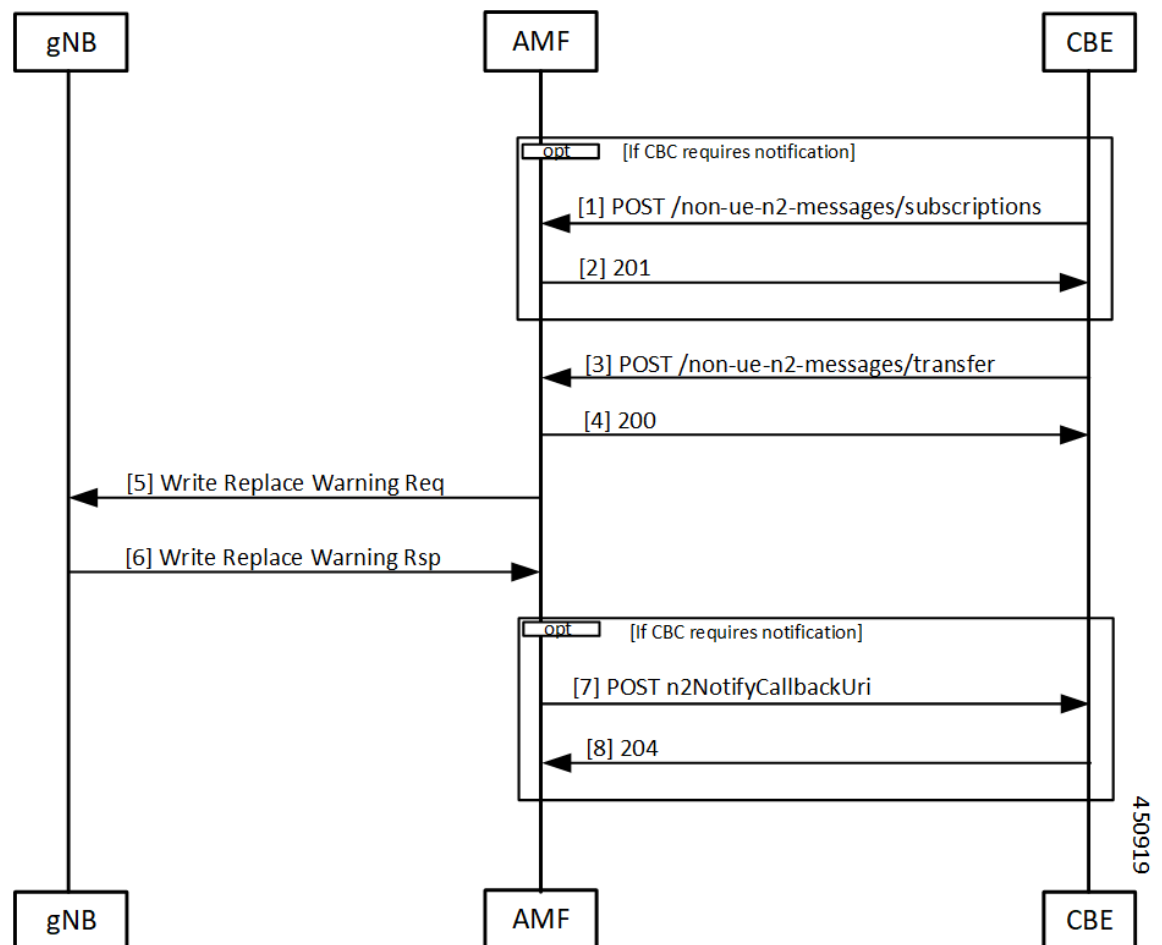 gNB
AMF
CBE
opt
[If CBC requires notification]
[1] POST /non-ue-n2-messages/subscriptions
[2] 201
[3] POST /non-ue-n2-messages/transfer
[4] 200
[5] Write Replace Warning Req
[6] Write Replace Warning Rsp
opt
[If CBC requires notification]
[7] POST n2NotifyCallbackUri
[8] 204
450919
gNB
AMF
CBE